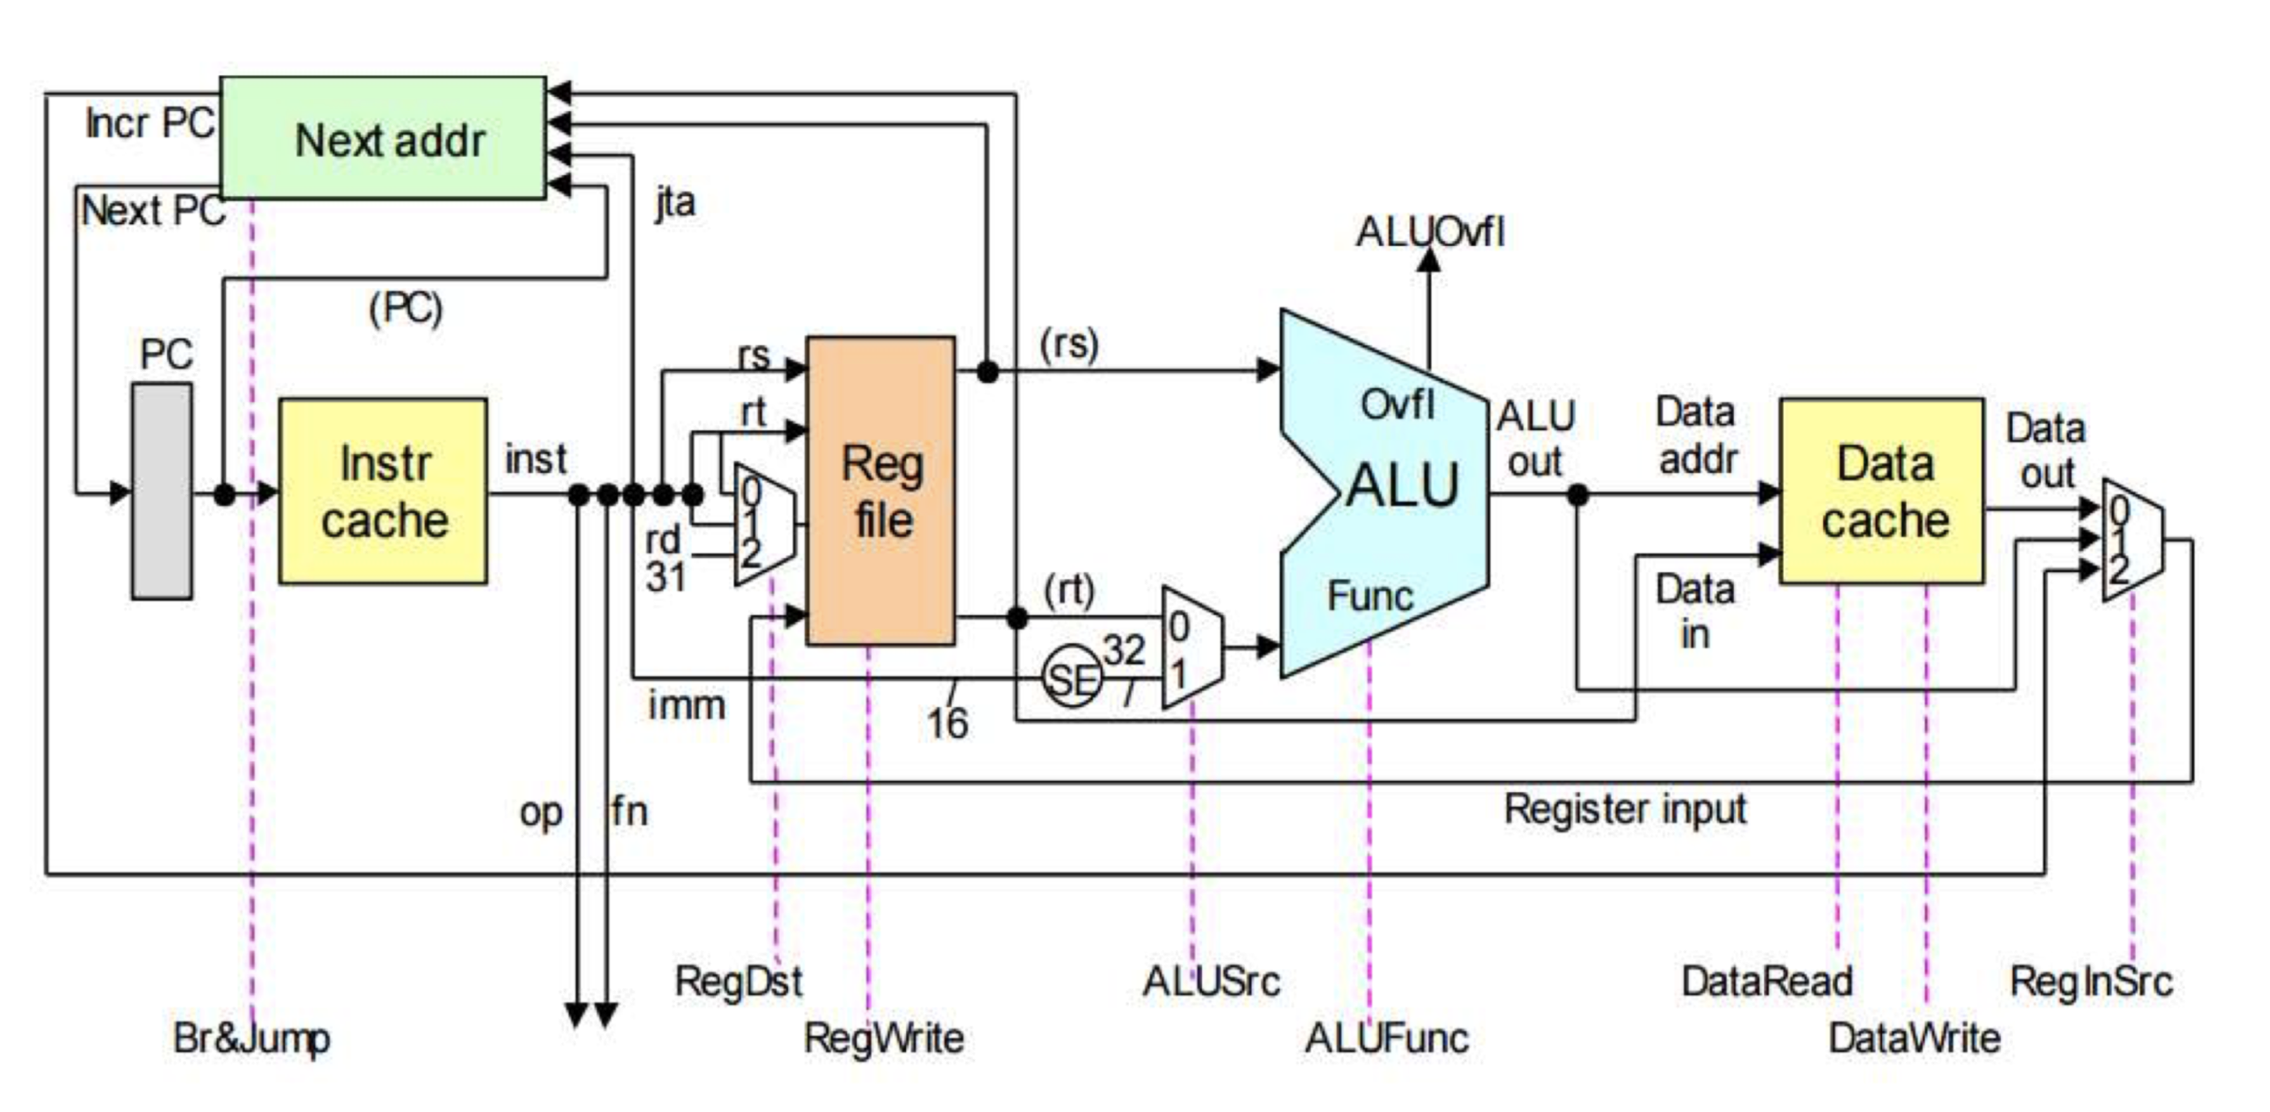 Incr PC
Next addr
Next PC
jta
(PC)
ALUOvfl
PC
rs
(rs)
Ovfl
ALU
out
Data
addr
Data
out
rt
Instr
cache
inst
Reg
file
ALU
Data
cache
0
1
2
rd
31
0
1
2
(rt)
Func
Data
in
0
1
32
SE
imm
16
op
fn
Register input
RegDst
ALUSrc
DataRead
RegInSrc
Br&Jump
RegWrite
ALUFunc
DataWrite